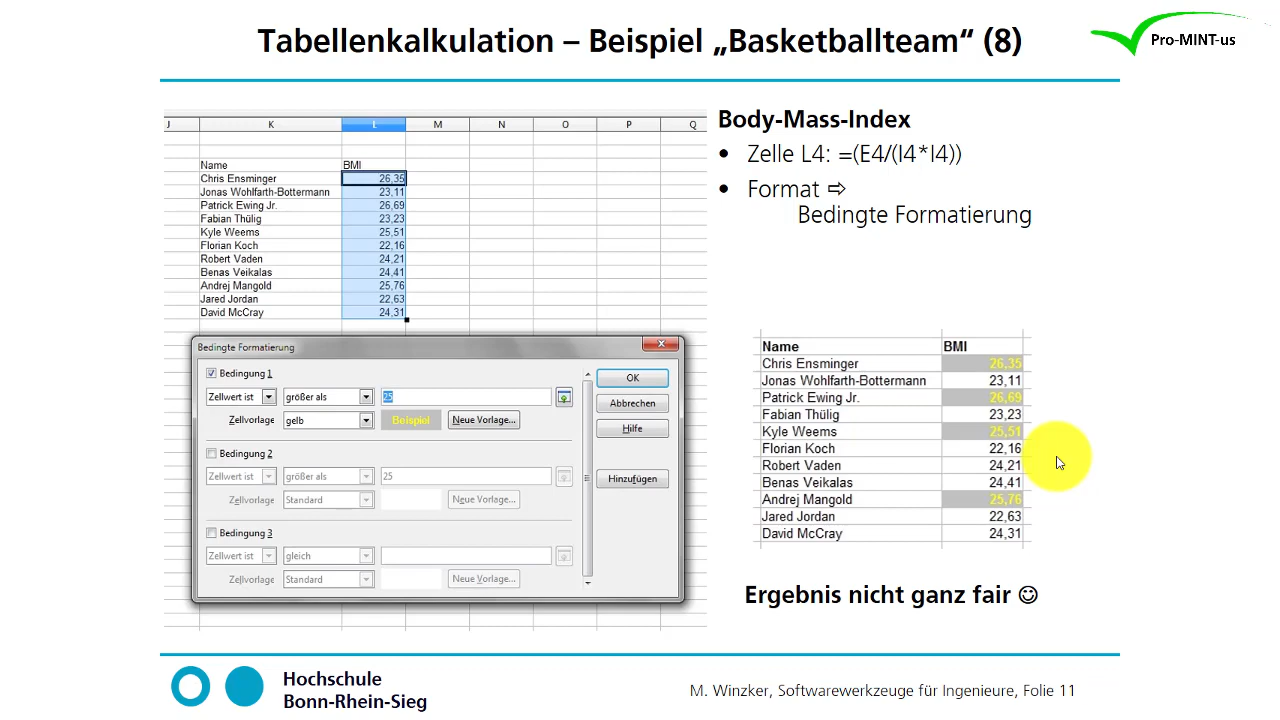 Tabellenkalkulation – Beispiel „Basketballteam“ (8)
Pro-MINT-us
J K L M N O P Q
Name BMI
Chris Ensminger 26,35
Jonas Wohlfarth-Bottermann 23,11
Patrick Ewing Jr. 26,69
Fabian Thülig 23,23
Kyle Weems 25,51
Florian Koch 22,16
Robert Vaden 24,21
Benas Veikalas 24,41
Andrej Mangold 25,76
Jared Jordan 22,63
David McCray 24,31
Bedingte Formatierung
Bedingung 1
Zellwert ist größer als 25
Zellvorlage gelb Beispiel Neue Vorlage...
Bedingung 2
Zellwert ist größer als 25
Zellvorlage Standard Neue Vorlage...
Bedingung 3
Zellwert ist gleich
Zellvorlage Standard Neue Vorlage...
OK
Abbrechen
Hilfe
Hinzufügen
Body-Mass-Index
• Zelle L4: =(E4/(I4*I4))
• Format ⇨
Bedingte Formatierung
Name BMI
Chris Ensminger 26,35
Jonas Wohlfarth-Bottermann 23,11
Patrick Ewing Jr. 26,69
Fabian Thülig 23,23
Kyle Weems 25,51
Florian Koch 22,16
Robert Vaden 24,21
Benas Veikalas 24,41
Andrej Mangold 25,76
Jared Jordan 22,63
David McCray 24,31
Ergebnis nicht ganz fair ☺
Hochschule
Bonn-Rhein-Sieg
M. Winzker, Softwarewerkzeuge für Ingenieure, Folie 11